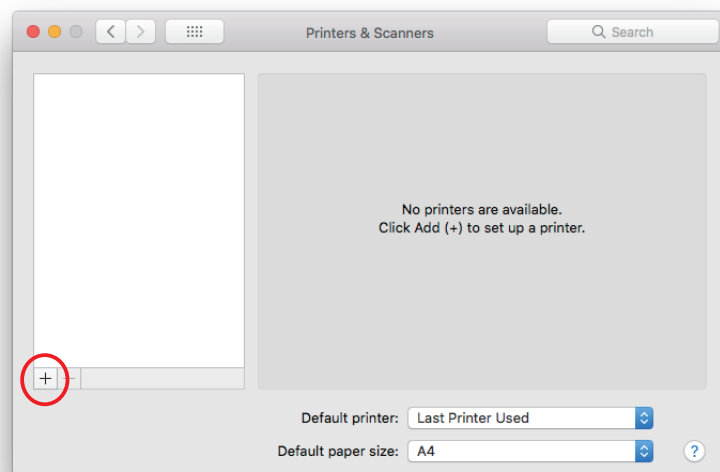 Printers & Scanners
Search
No printers are available.
Click Add (+) to set up a printer.
+ −
Default printer: Last Printer Used
Default paper size: A4
?